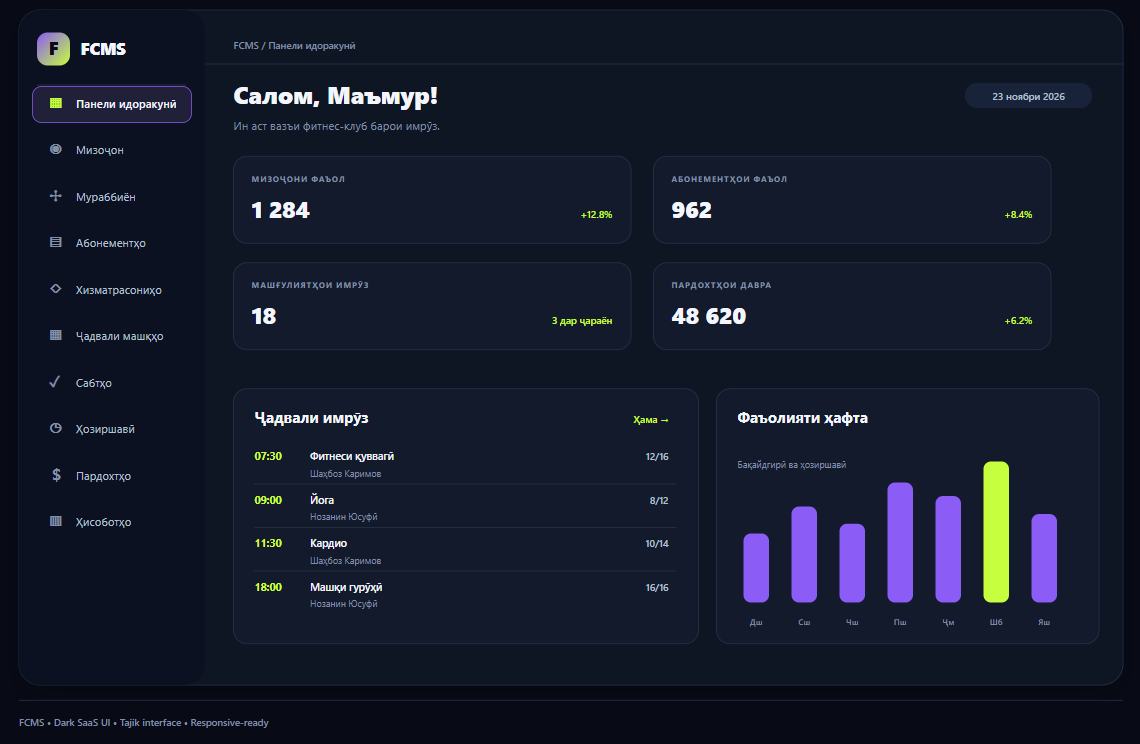 F FCMS
Панели идоракунӣ
Мизоҷон
Мураббиён
Абонементҳо
Хизматрасониҳо
Ҷадвали машқҳо
Сабтҳо
Ҳозиршавӣ
$ Пардохтҳо
Ҳисоботҳо
FCMS / Панели идоракунӣ
Салом, Маъмур!
23 ноябри 2026
Ин аст вазъи фитнес-клуб барои имрӯз.
МИЗОҶОНИ ФАЪОЛ
1 284 +12.8%
АБОНЕМЕНТҲОИ ФАЪОЛ
962 +8.4%
МАШҒУЛИЯТҲОИ ИМРӮЗ
18 3 дар ҷараён
ПАРДОХТҲОИ ДАВРА
48 620 +6.2%
Ҷадвали имрӯз Ҳама →
07:30 Фитнеси қуввагӣ 12/16
Шаҳбоз Каримов
09:00 Йога 8/12
Нозанин Юсуфӣ
11:30 Кардио 10/14
Шаҳбоз Каримов
18:00 Машқи гурӯҳӣ 16/16
Нозанин Юсуфӣ
Фаъолияти ҳафта
Бақайдгирӣ ва ҳозиршавӣ
Дш Сш Чш Пш Ҷм Шб Яш
FCMS • Dark SaaS UI • Tajik interface • Responsive-ready